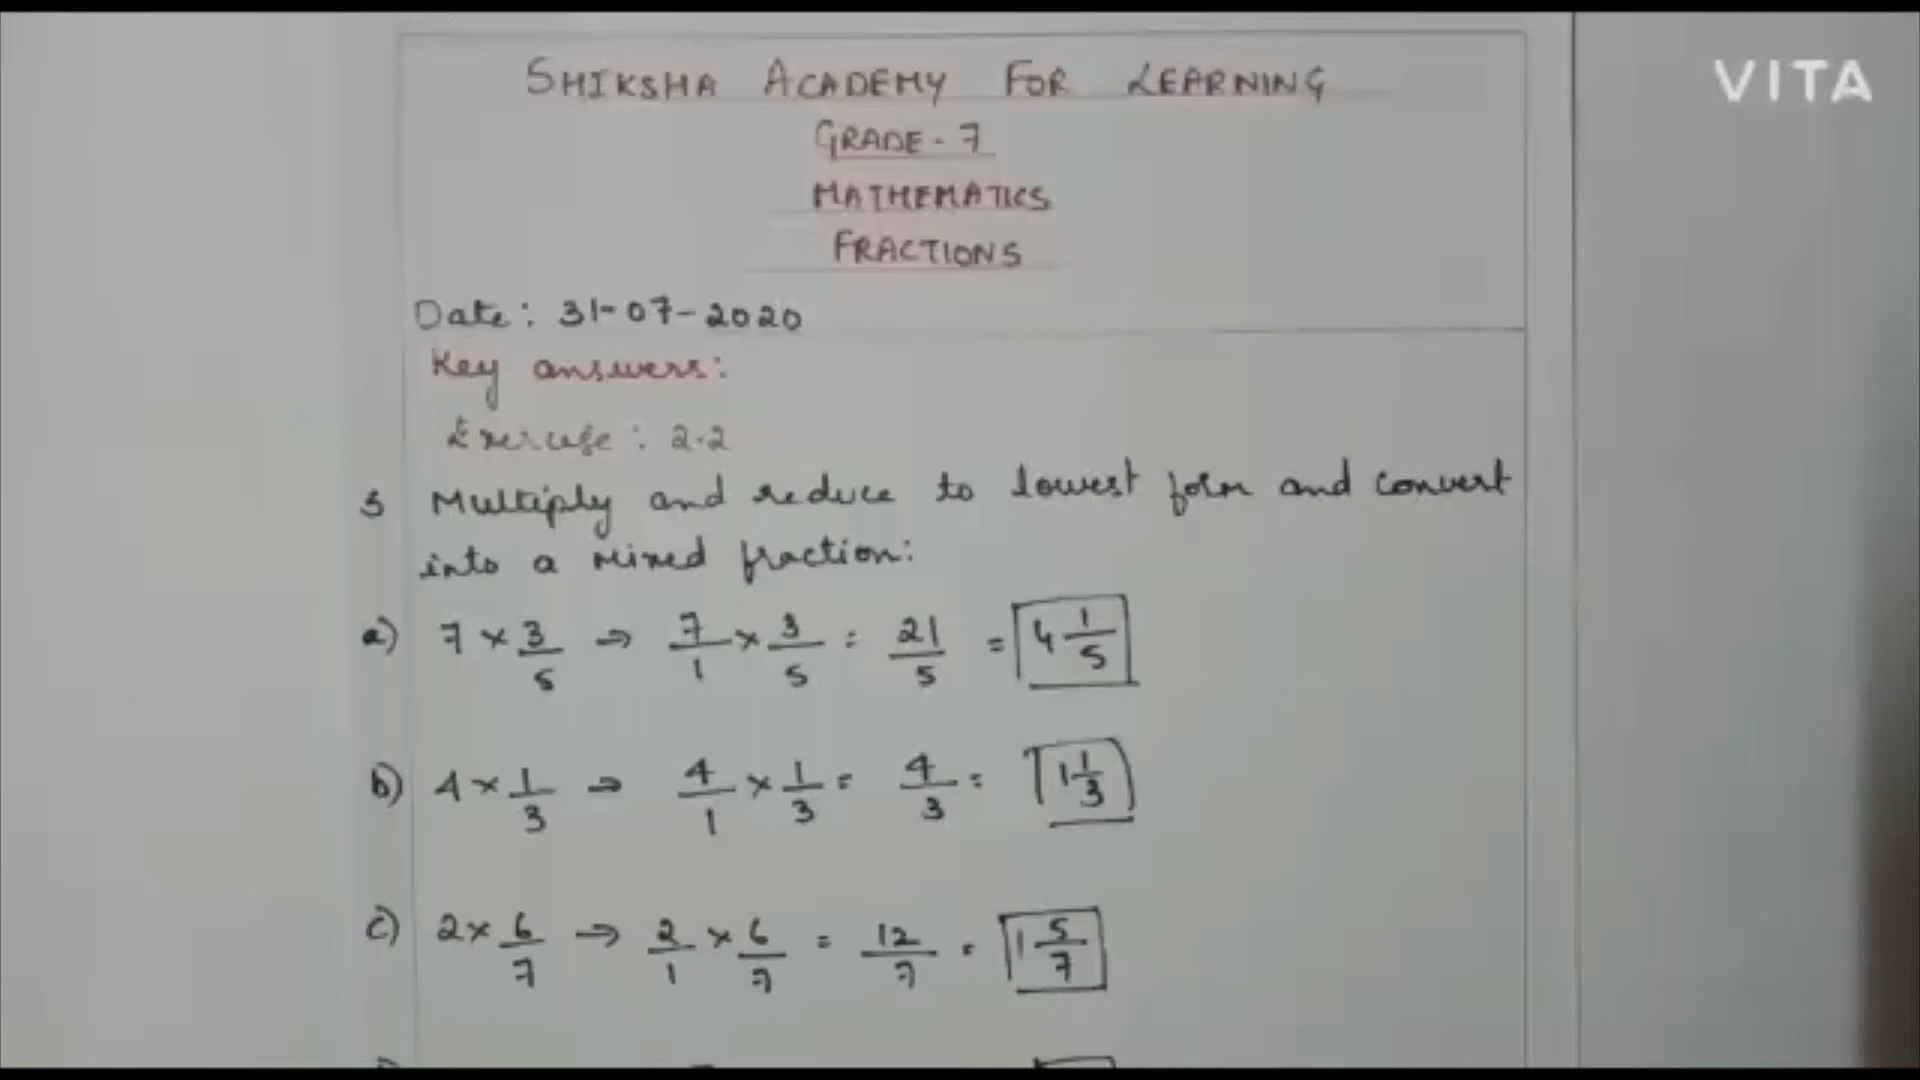 SHIKSHA ACADEMY FOR LEARNING
VITA
GRADE - 7
MATHEMATICS
FRACTIONS
Date: 31-07-2020
Key answers:
Exercise: 2.2
3 Multiply and reduce to lowest form and convert
into a mixed fraction:
a) 7 × 3/5 ⇒ 7/1 × 3/5 = 21/5 = 4 1/5
b) 4 × 1/3 ⇒ 4/1 × 1/3 = 4/3 = 1 1/3
c) 2 × 6/7 ⇒ 2/1 × 6/7 = 12/7 = 1 5/7